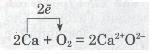 2ē
2Ca + O₂ = 2Ca²⁺O²⁻